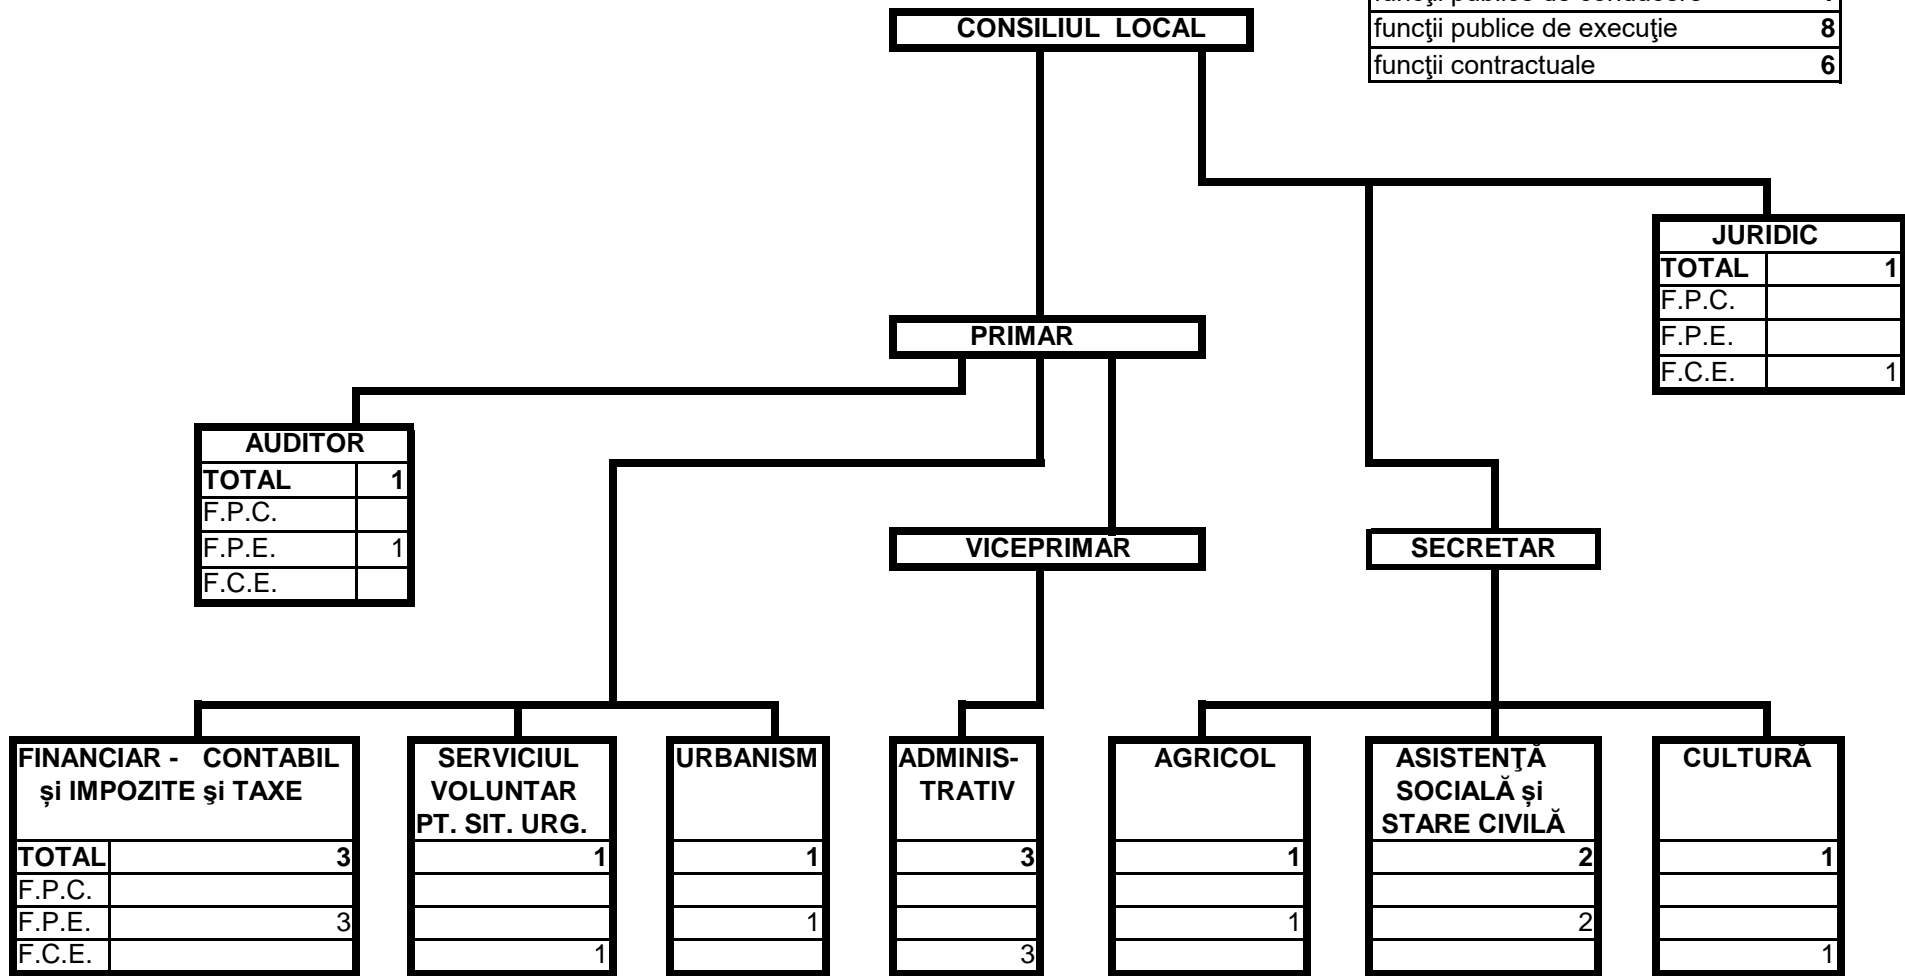 CONSILIUL LOCAL
funcţii publice de execuţie 8
funcţii contractuale 6
JURIDIC
TOTAL 1
F.P.C.
F.P.E.
F.C.E. 1
PRIMAR
AUDITOR
TOTAL 1
F.P.C.
F.P.E. 1
F.C.E.
VICEPRIMAR
SECRETAR
FINANCIAR - CONTABIL
și IMPOZITE şi TAXE
SERVICIUL
VOLUNTAR
PT. SIT. URG.
URBANISM
ADMINIS-
TRATIV
AGRICOL
ASISTENŢĂ
SOCIALĂ și
STARE CIVILĂ
CULTURĂ
TOTAL 3 1 1 3 1 2 1
F.P.C.
F.P.E. 3 1 1 2
F.C.E. 1 3 1